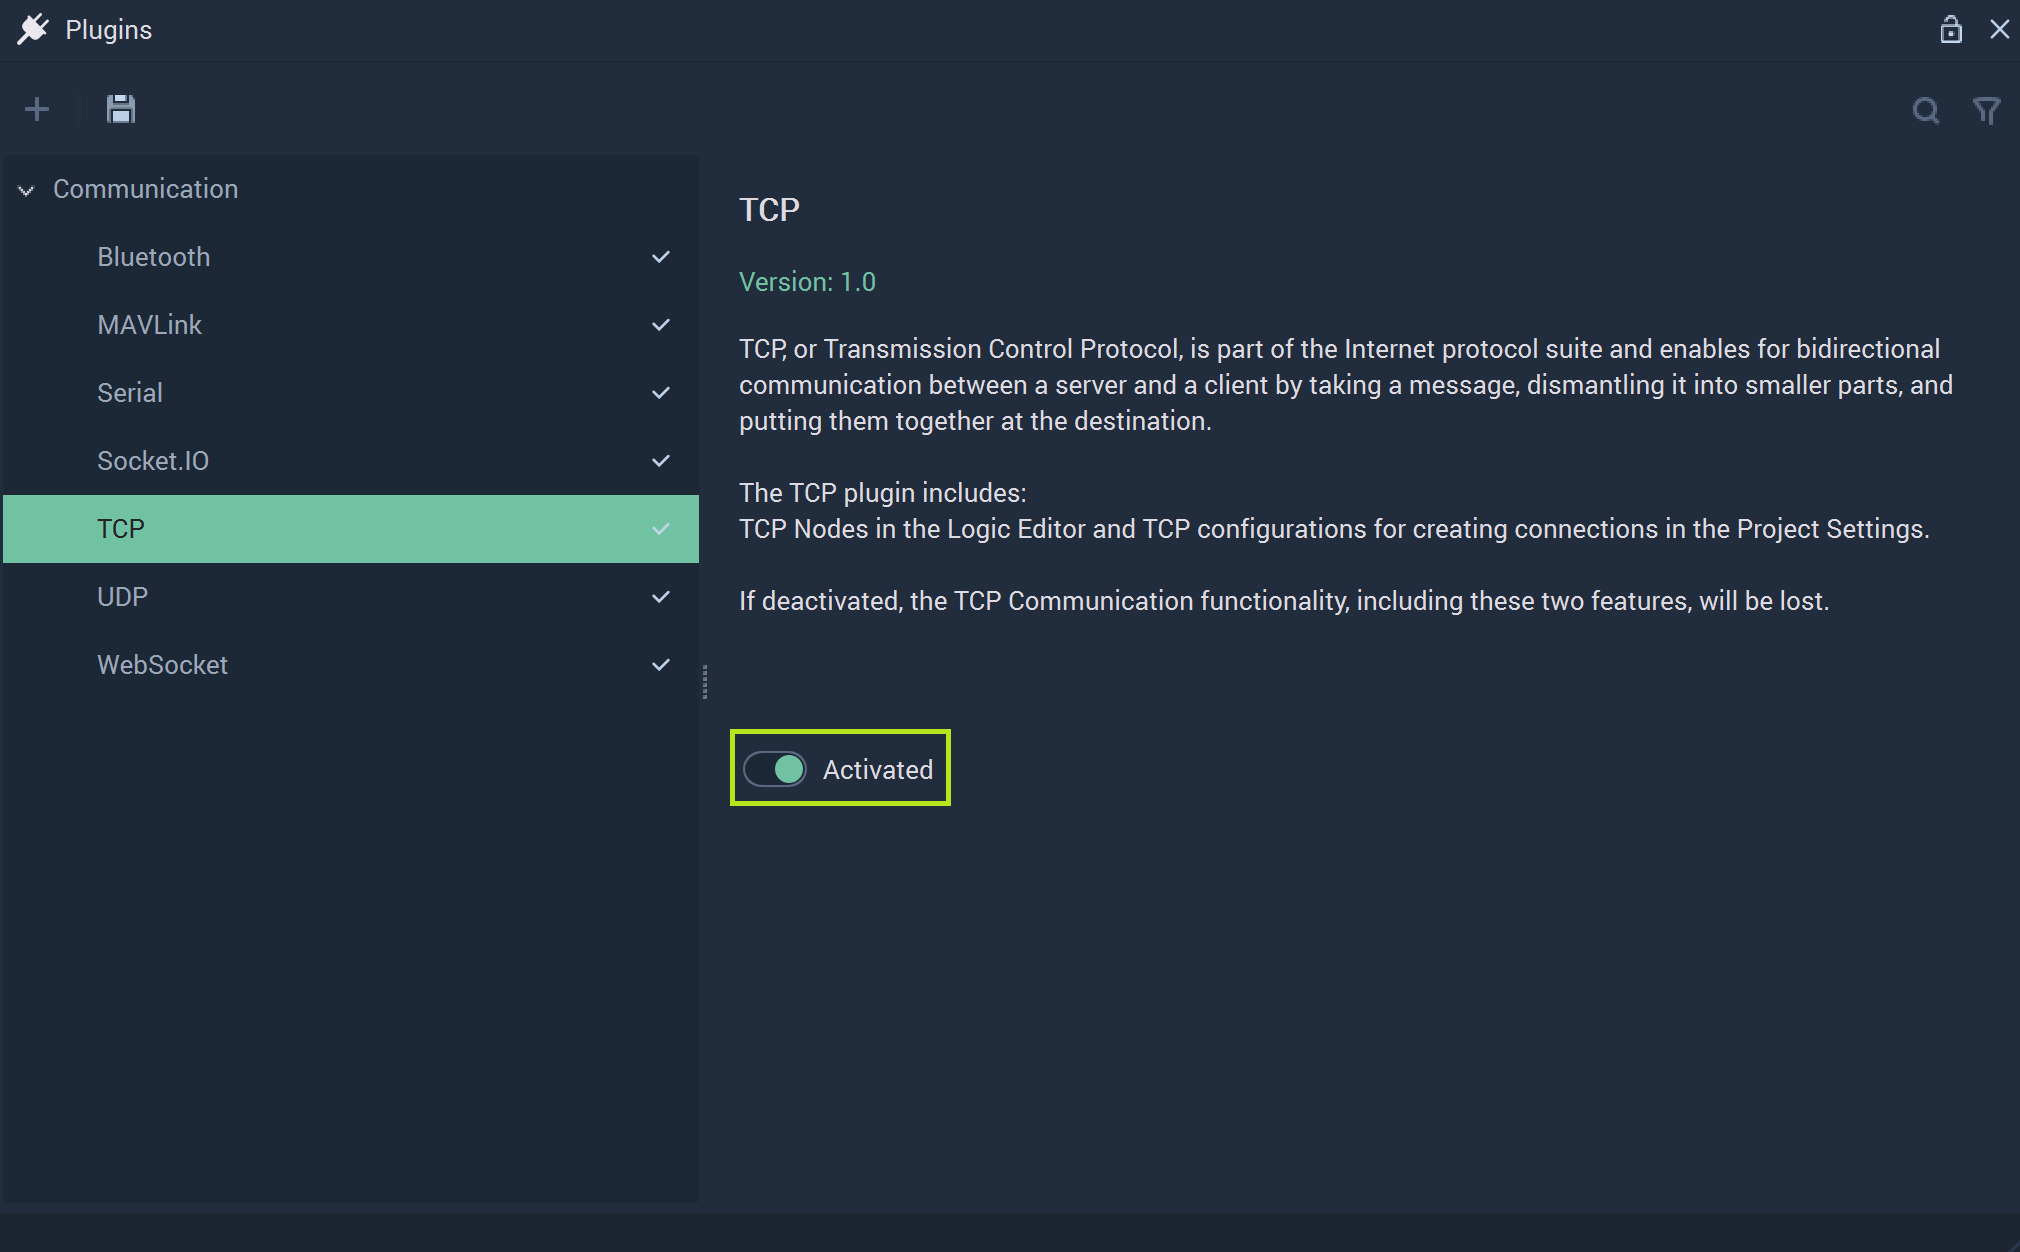 Plugins
Communication
Bluetooth
MAVLink
Serial
Socket.IO
TCP
UDP
WebSocket
TCP
Version: 1.0
TCP, or Transmission Control Protocol, is part of the Internet protocol suite and enables for bidirectional
communication between a server and a client by taking a message, dismantling it into smaller parts, and
putting them together at the destination.
The TCP plugin includes:
TCP Nodes in the Logic Editor and TCP configurations for creating connections in the Project Settings.
If deactivated, the TCP Communication functionality, including these two features, will be lost.
Activated